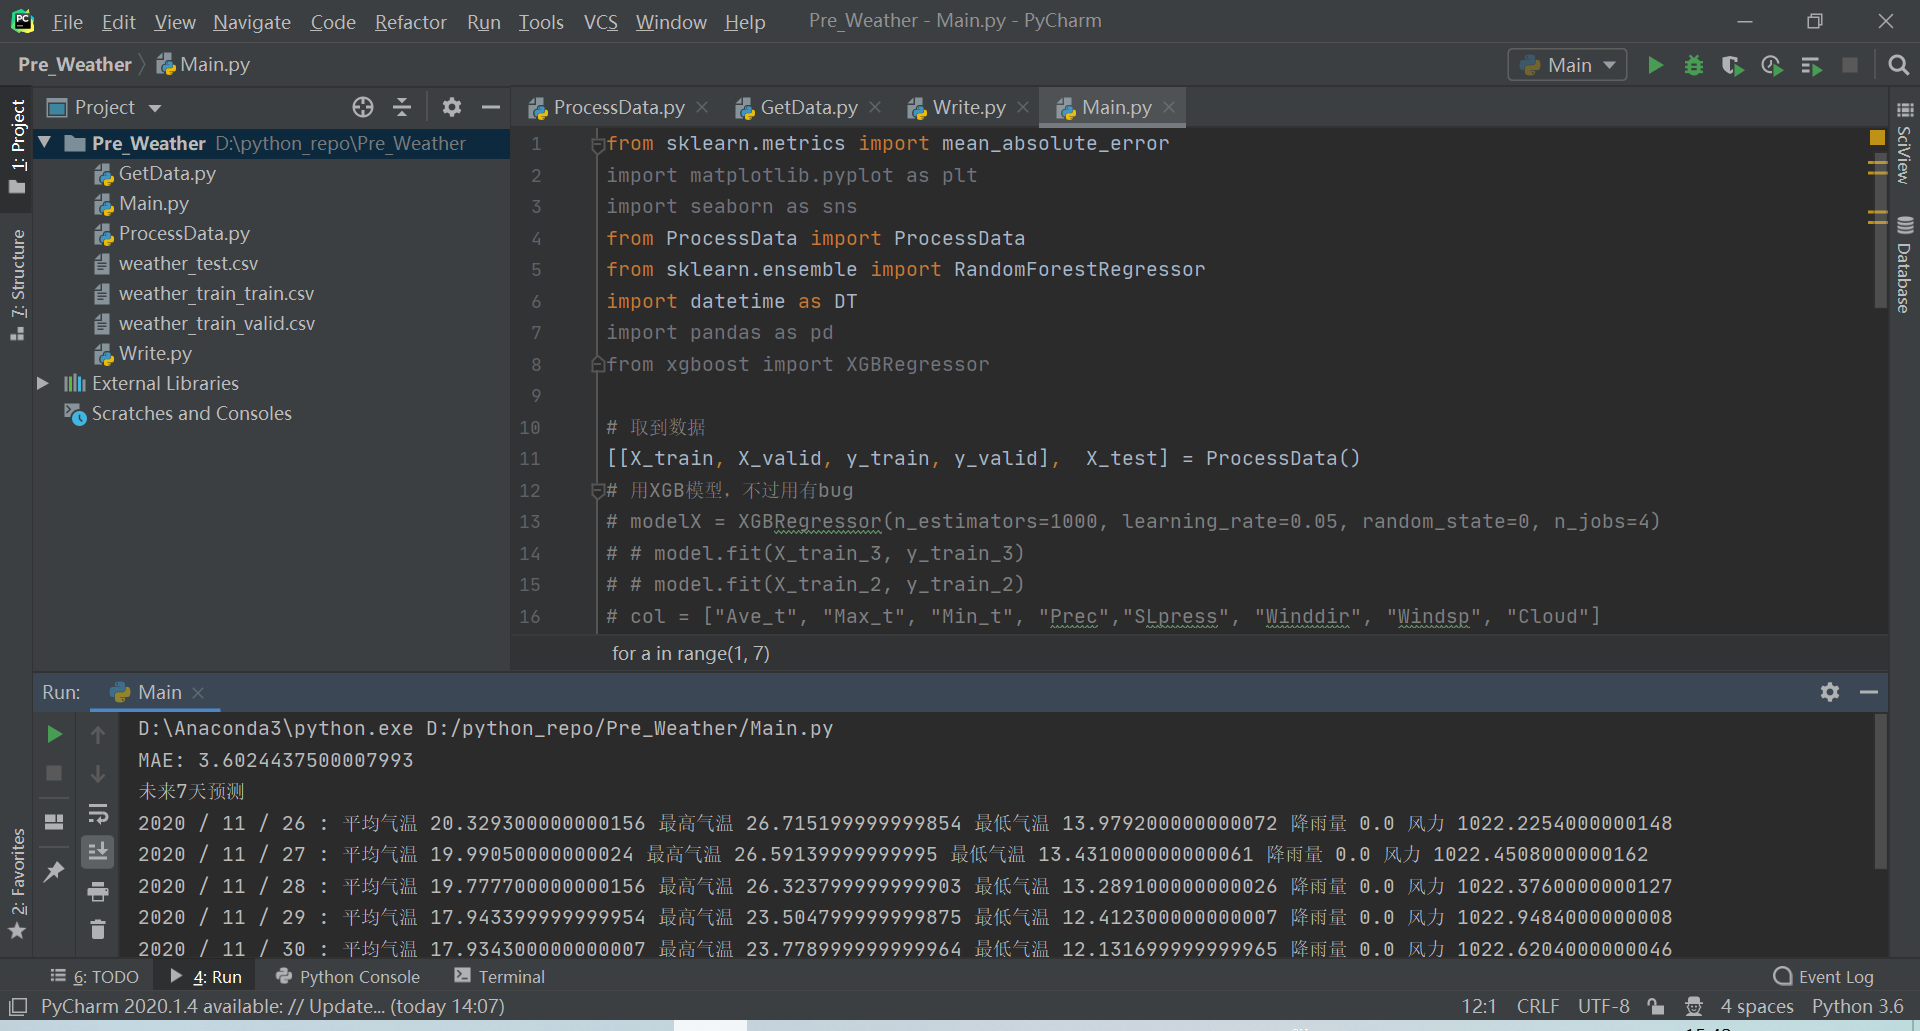 File Edit View Navigate Code Refactor Run Tools VCS Window Help Pre_Weather - Main.py - PyCharm
Pre_Weather Main.py Main
1: Project
7: Structure
2: Favorites
Project
Pre_Weather D:\python_repo\Pre_Weather
GetData.py
Main.py
ProcessData.py
weather_test.csv
weather_train_train.csv
weather_train_valid.csv
Write.py
External Libraries
Scratches and Consoles
ProcessData.py GetData.py Write.py Main.py
1 from sklearn.metrics import mean_absolute_error
2 import matplotlib.pyplot as plt
3 import seaborn as sns
4 from ProcessData import ProcessData
5 from sklearn.ensemble import RandomForestRegressor
6 import datetime as DT
7 import pandas as pd
8 from xgboost import XGBRegressor
9
10 # 取到数据
11 [[X_train, X_valid, y_train, y_valid], X_test] = ProcessData()
12 # 用XGB模型．不过用有bug
13 # modelX = XGBRegressor(n_estimators=1000, learning_rate=0.05, random_state=0, n_jobs=4)
14 # # model.fit(X_train_3, y_train_3)
15 # # model.fit(X_train_2, y_train_2)
16 # col = ["Ave_t", "Max_t", "Min_t", "Prec","SLpress", "Winddir", "Windsp", "Cloud"]
for a in range(1, 7)
SciView
Database
Run: Main
D:\Anaconda3\python.exe D:/python_repo/Pre_Weather/Main.py
MAE: 3.6024437500007993
未来7天预测
2020 / 11 / 26 : 平均气温 20.329300000000156 最高气温 26.715199999999854 最低气温 13.979200000000072 降雨量 0.0 风力 1022.2254000000148
2020 / 11 / 27 : 平均气温 19.99050000000024 最高气温 26.59139999999995 最低气温 13.431000000000061 降雨量 0.0 风力 1022.4508000000162
2020 / 11 / 28 : 平均气温 19.777700000000156 最高气温 26.323799999999903 最低气温 13.289100000000026 降雨量 0.0 风力 1022.3760000000127
2020 / 11 / 29 : 平均气温 17.943399999999954 最高气温 23.504799999999875 最低气温 12.412300000000007 降雨量 0.0 风力 1022.9484000000008
2020 / 11 / 30 : 平均气温 17.934300000000007 最高气温 23.778999999999964 最低气温 12.131699999999965 降雨量 0.0 风力 1022.6204000000046
6: TODO 4: Run Python Console Terminal Event Log
PyCharm 2020.1.4 available: // Update... (today 14:07) 12:1 CRLF UTF-8 4 spaces Python 3.6